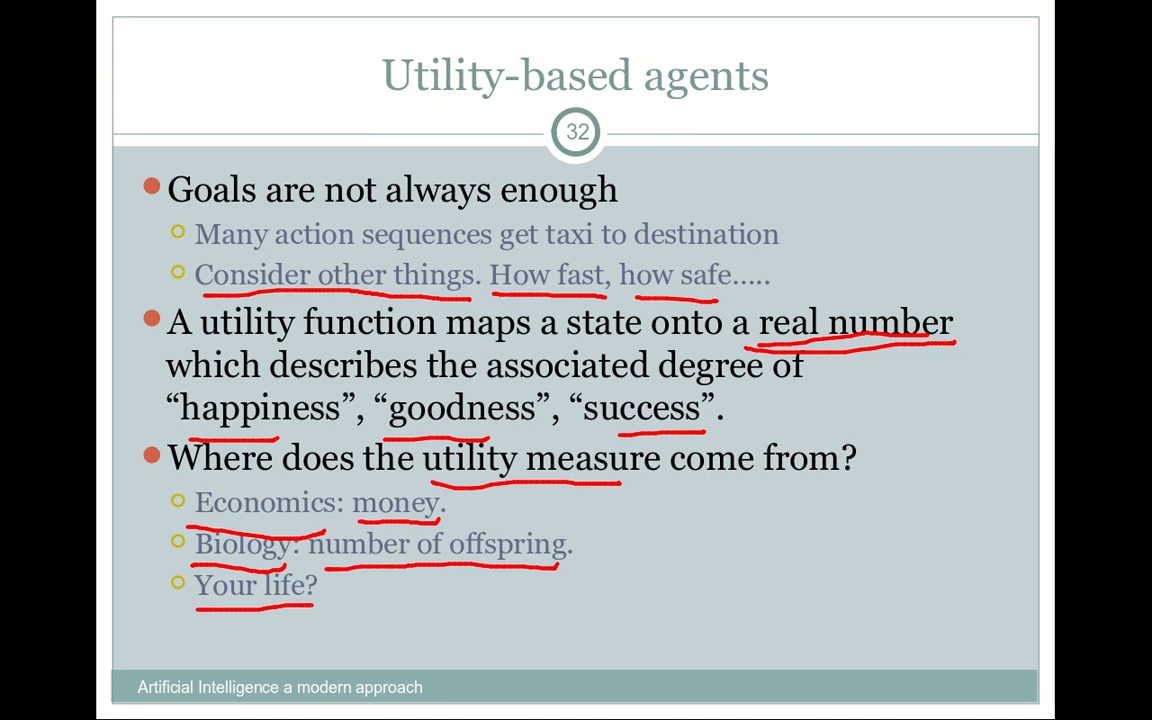 Utility-based agents
32
Goals are not always enough
Many action sequences get taxi to destination
Consider other things. How fast, how safe.....
A utility function maps a state onto a real number
which describes the associated degree of
“happiness”, “goodness”, “success”.
Where does the utility measure come from?
Economics: money.
Biology: number of offspring.
Your life?
Artificial Intelligence a modern approach